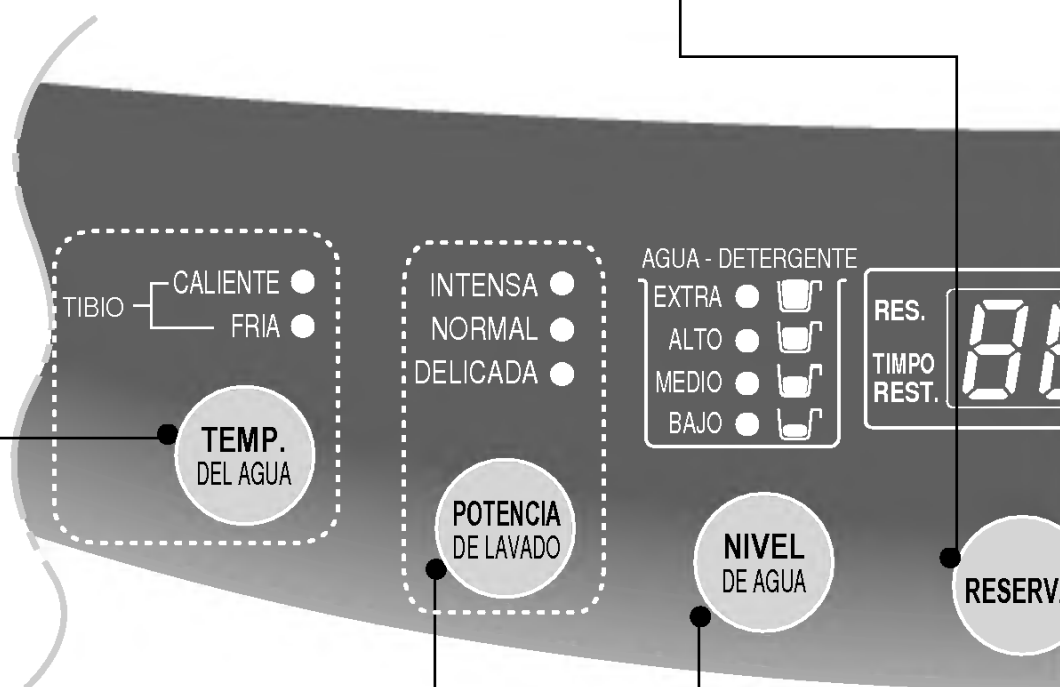 TIBIO
CALIENTE
FRIA
TEMP.
DEL AGUA
INTENSA
NORMAL
DELICADA
POTENCIA
DE LAVADO
AGUA - DETERGENTE
EXTRA
ALTO
MEDIO
BAJO
NIVEL
DE AGUA
RES.
TIMPO
REST.